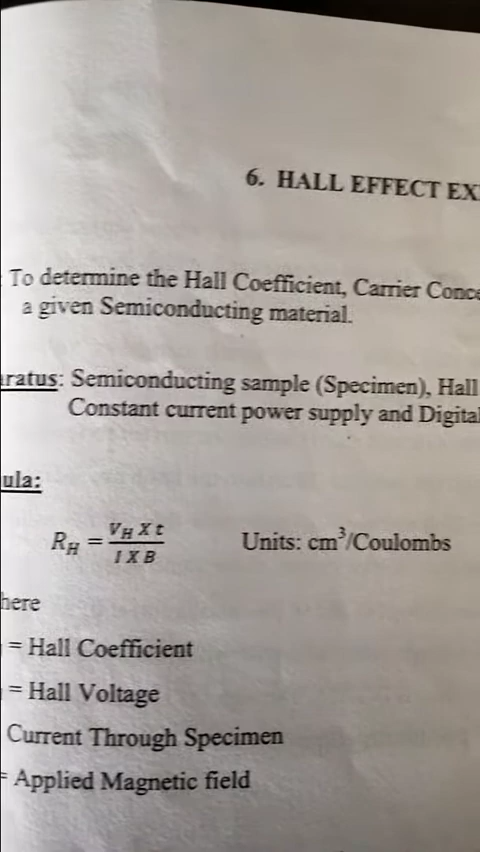 6. HALL EFFECT EX
To determine the Hall Coefficient, Carrier Conce
a given Semiconducting material.
aratus: Semiconducting sample (Specimen), Hall
Constant current power supply and Digital
ula:
R_H = (V_H X t) / (I X B) Units: cm³/Coulombs
here
= Hall Coefficient
= Hall Voltage
Current Through Specimen
= Applied Magnetic field